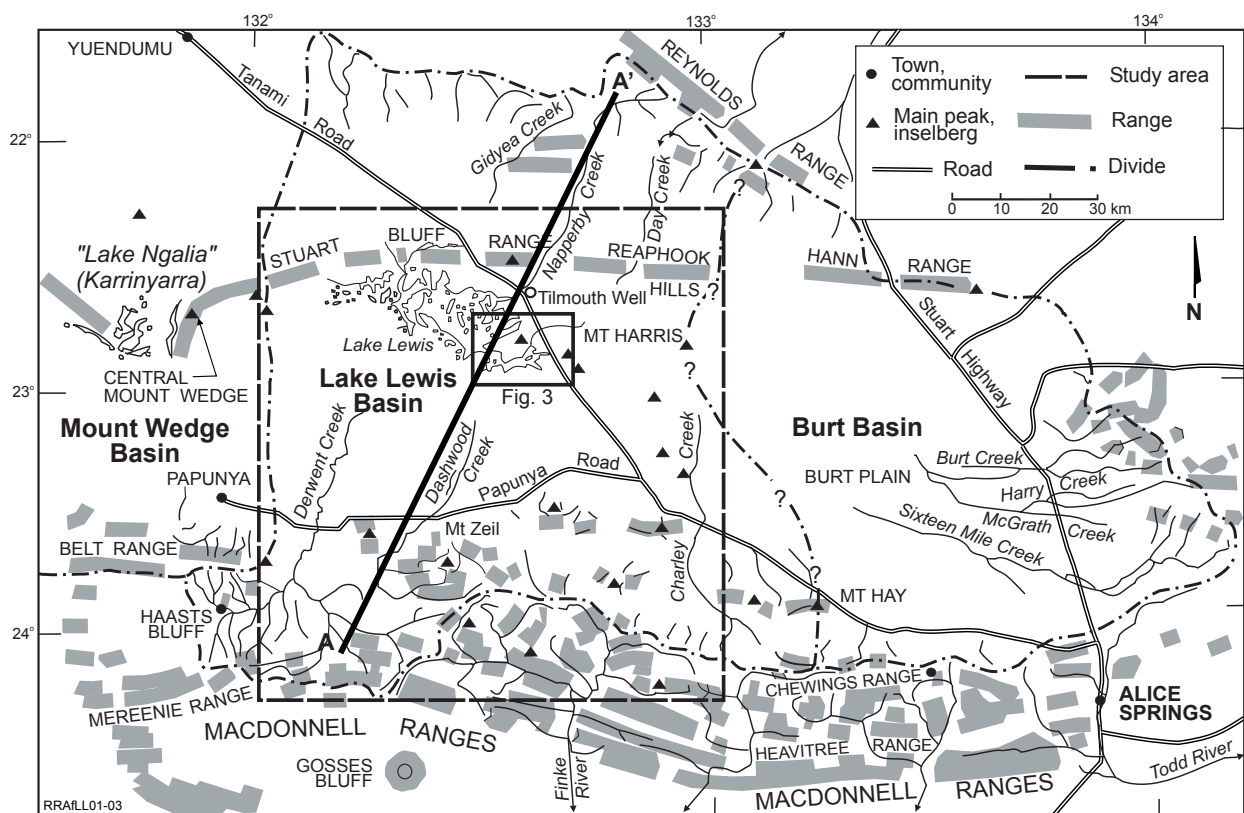 132°
133°
134°
YUENDUMU
Tanami
Road
REYNOLDS
RANGE
A'
Gidyea Creek
Napperby Creek
Day Creek
?
Town,
community
Main peak,
inselberg
Road
Study area
Range
Divide
0 10 20 30 km
22°
"Lake Ngalia"
(Karrinyarra)
STUART
BLUFF
RANGE
REAPHOOK
HILLS
?
HANN
RANGE
N
Tilmouth Well
Lake Lewis
MT HARRIS
Stuart
Highway
CENTRAL
MOUNT WEDGE
Lake Lewis
Basin
Fig. 3
?
23°
Mount Wedge
Basin
Burt Basin
PAPUNYA
Derwent Creek
Dashwood
Creek
Papunya
Road
Charley
Creek
?
BURT PLAIN
Burt Creek
Harry Creek
McGrath Creek
Sixteen Mile Creek
BELT RANGE
Mt Zeil
?
MT HAY
HAASTS
BLUFF
24°
A
MEREENIE RANGE
MACDONNELL
RANGES
CHEWINGS RANGE
ALICE
SPRINGS
GOSSES
BLUFF
Finke
River
HEAVITREE RANGE
MACDONNELL
RANGES
Todd River
RRAfLL01-03